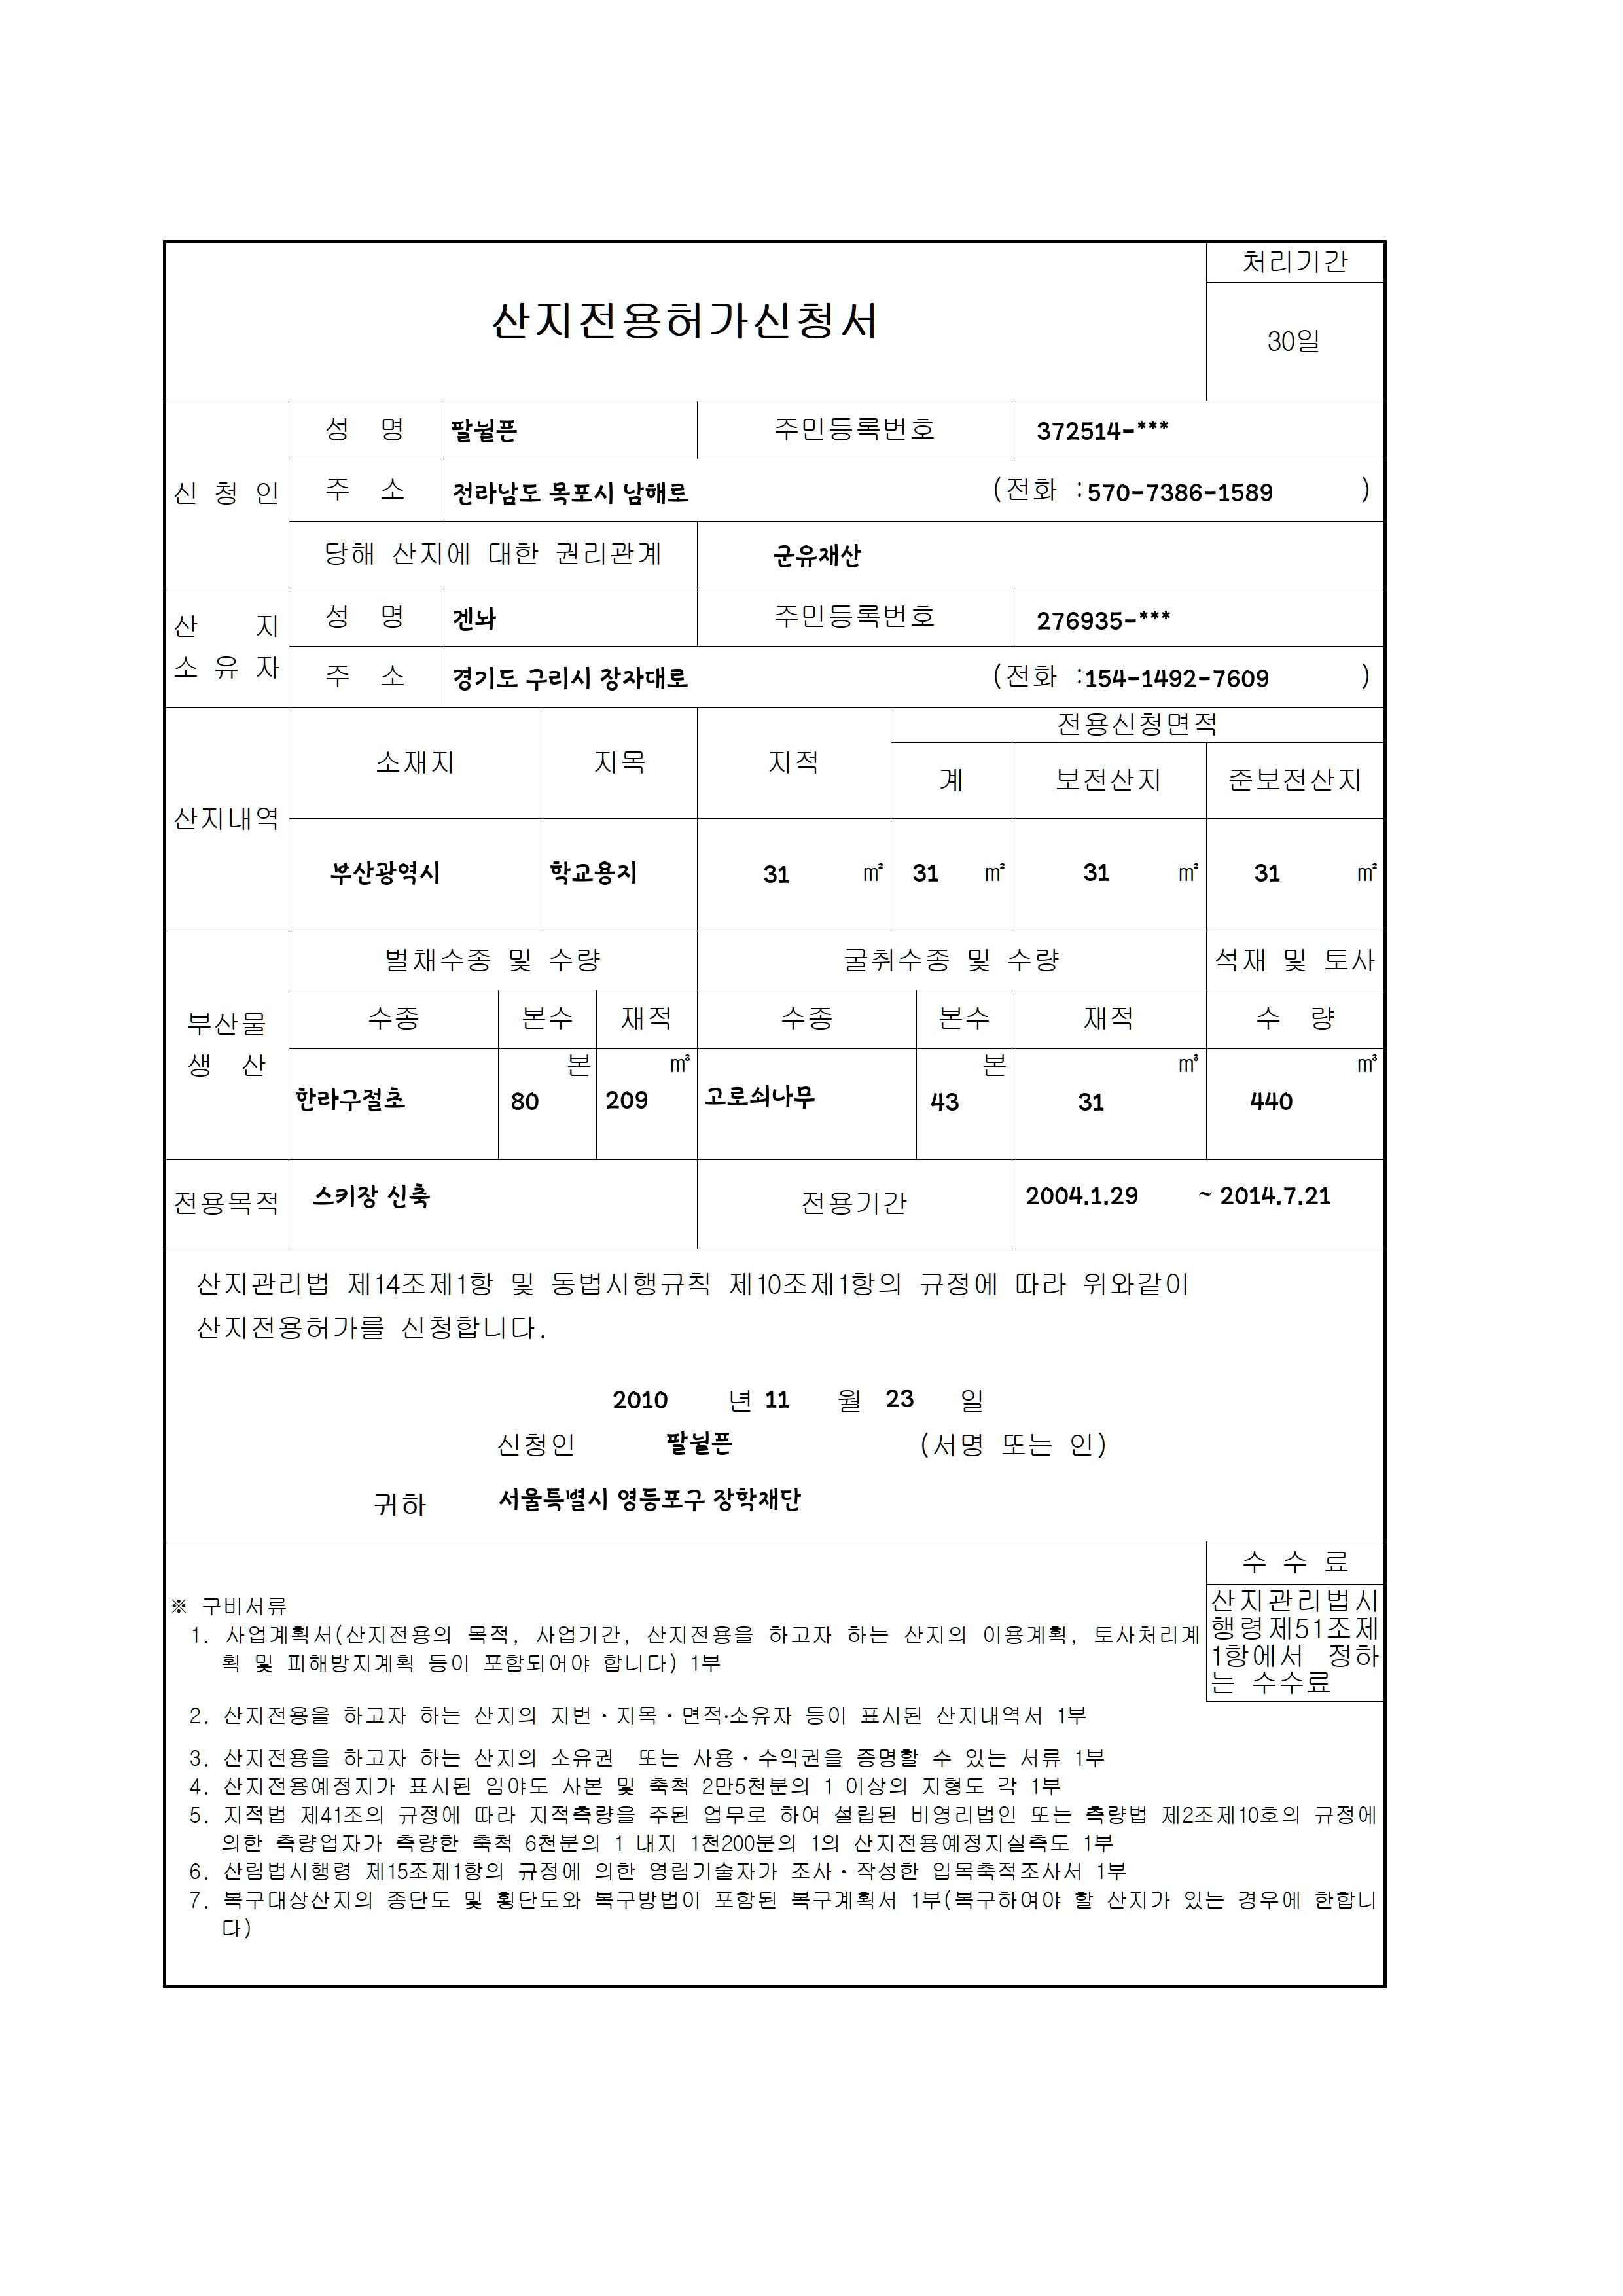 처리기간
산지전용허가신청서
30일
신 청 인
성 명 팔뉠픈 주민등록번호 372514-***
주 소 전라남도 목포시 남해로 (전화 :570-7386-1589 )
당해 산지에 대한 권리관계 군유재산
산 지
소 유 자
성 명 겐놔 주민등록번호 276935-***
주 소 경기도 구리시 장자대로 (전화 :154-1492-7609 )
산지내역
소재지 지목 지적 전용신청면적
계 보전산지 준보전산지
부산광역시 학교용지 31 ㎡ 31 ㎡ 31 ㎡ 31 ㎡
부산물
생 산
벌채수종 및 수량 굴취수종 및 수량 석재 및 토사
수종 본수 재적 수종 본수 재적 수 량
본 ㎥ 본 ㎥ ㎥
한라구절초 80 209 고로쇠나무 43 31 440
전용목적 스키장 신축 전용기간 2004.1.29 ~ 2014.7.21
산지관리법 제14조제1항 및 동법시행규칙 제10조제1항의 규정에 따라 위와같이
산지전용허가를 신청합니다.
2010 년 11 월 23 일
신청인 팔뉠픈 (서명 또는 인)
귀하 서울특별시 영등포구 장학재단
수 수 료
산지관리법시
행령제51조제
1항에서 정하
는 수수료
※ 구비서류
1. 사업계획서(산지전용의 목적, 사업기간, 산지전용을 하고자 하는 산지의 이용계획, 토사처리계
획 및 피해방지계획 등이 포함되어야 합니다) 1부
2. 산지전용을 하고자 하는 산지의 지번·지목·면적·소유자 등이 표시된 산지내역서 1부
3. 산지전용을 하고자 하는 산지의 소유권 또는 사용·수익권을 증명할 수 있는 서류 1부
4. 산지전용예정지가 표시된 임야도 사본 및 축척 2만5천분의 1 이상의 지형도 각 1부
5. 지적법 제41조의 규정에 따라 지적측량을 주된 업무로 하여 설립된 비영리법인 또는 측량법 제2조제10호의 규정에
의한 측량업자가 측량한 축척 6천분의 1 내지 1천200분의 1의 산지전용예정지실측도 1부
6. 산림법시행령 제15조제1항의 규정에 의한 영림기술자가 조사·작성한 입목축적조사서 1부
7. 복구대상산지의 종단도 및 횡단도와 복구방법이 포함된 복구계획서 1부(복구하여야 할 산지가 있는 경우에 한합니
다)